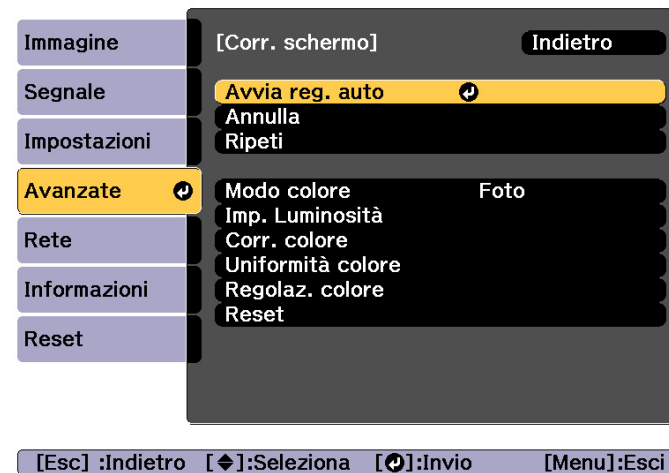 Immagine
Segnale
Impostazioni
Avanzate
Rete
Informazioni
Reset
[Corr. schermo] Indietro
Avvia reg. auto
Annulla
Ripeti
Modo colore Foto
Imp. Luminosità
Corr. colore
Uniformità colore
Regolaz. colore
Reset
[Esc] :Indietro [◆]:Seleziona [↵]:Invio [Menu]:Esci